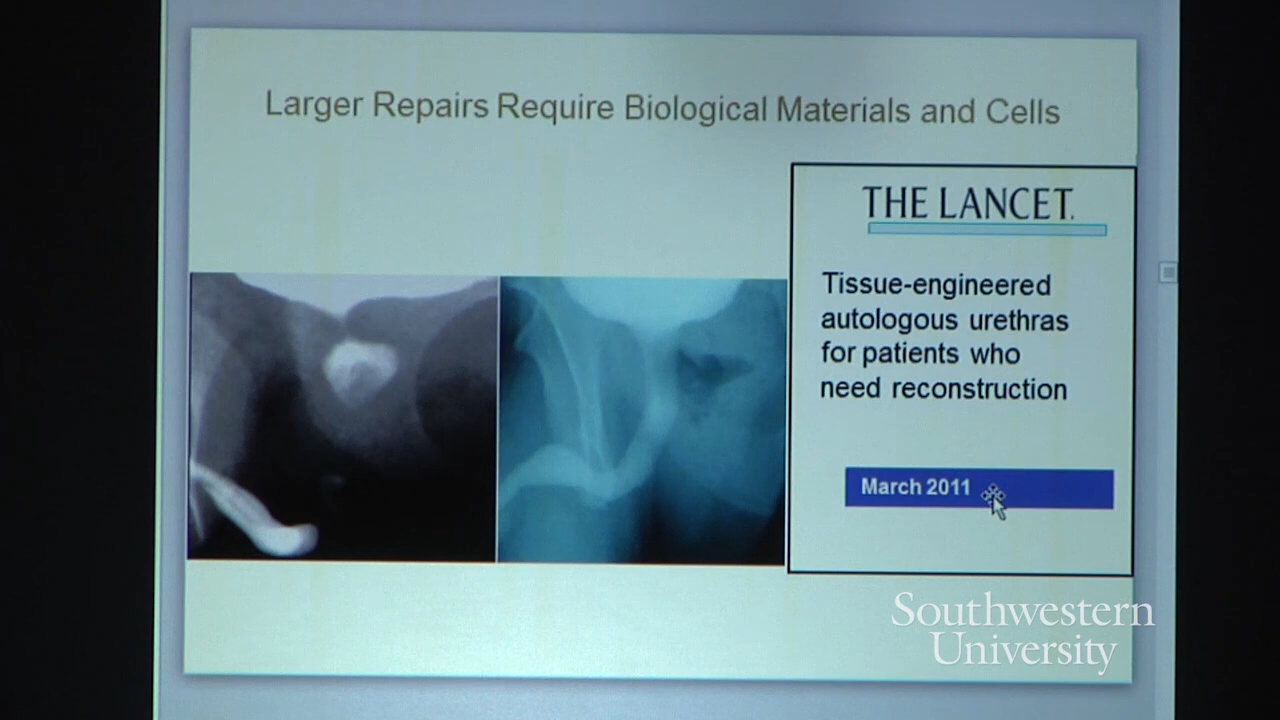 Larger Repairs Require Biological Materials and Cells
THE LANCET.
Tissue-engineered
autologous urethras
for patients who
need reconstruction
March 2011
Southwestern
University